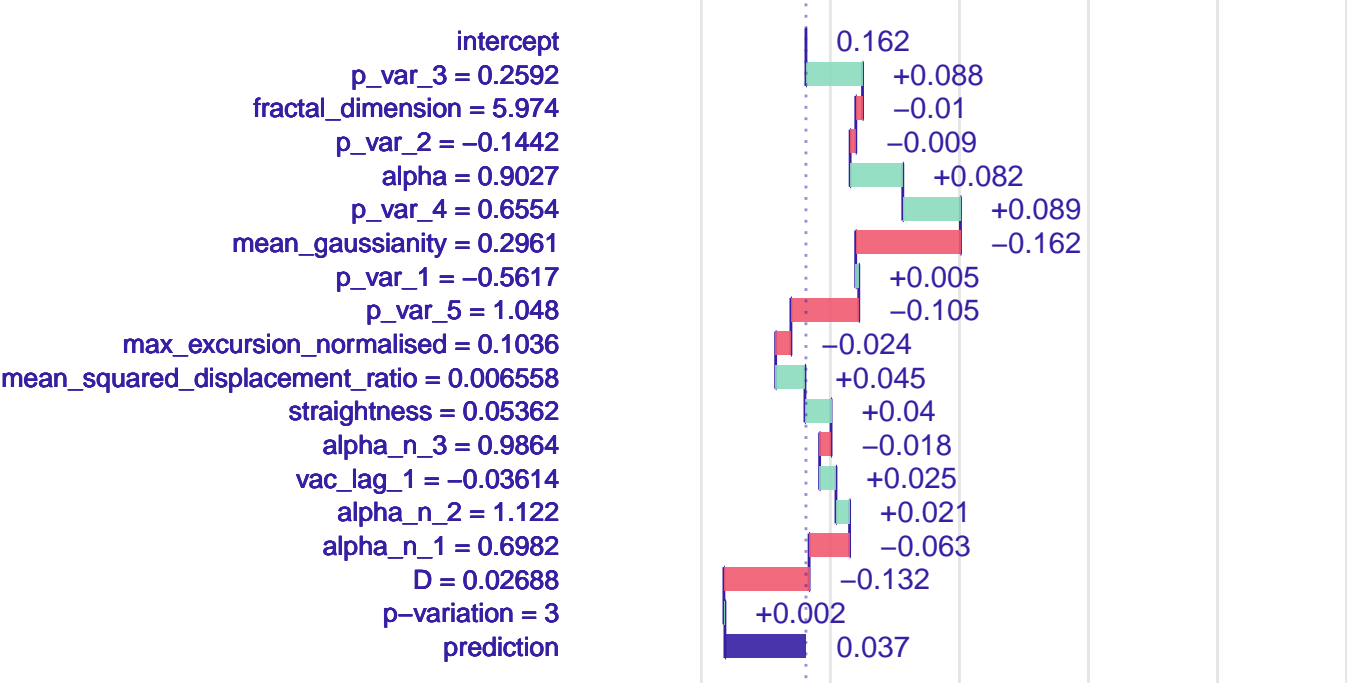 intercept 0.162
p_var_3 = 0.2592 +0.088
fractal_dimension = 5.974 −0.01
p_var_2 = −0.1442 −0.009
alpha = 0.9027 +0.082
p_var_4 = 0.6554 +0.089
mean_gaussianity = 0.2961 −0.162
p_var_1 = −0.5617 +0.005
p_var_5 = 1.048 −0.105
max_excursion_normalised = 0.1036 −0.024
mean_squared_displacement_ratio = 0.006558 +0.045
straightness = 0.05362 +0.04
alpha_n_3 = 0.9864 −0.018
vac_lag_1 = −0.03614 +0.025
alpha_n_2 = 1.122 +0.021
alpha_n_1 = 0.6982 −0.063
D = 0.02688 −0.132
p−variation = 3 +0.002
prediction 0.037